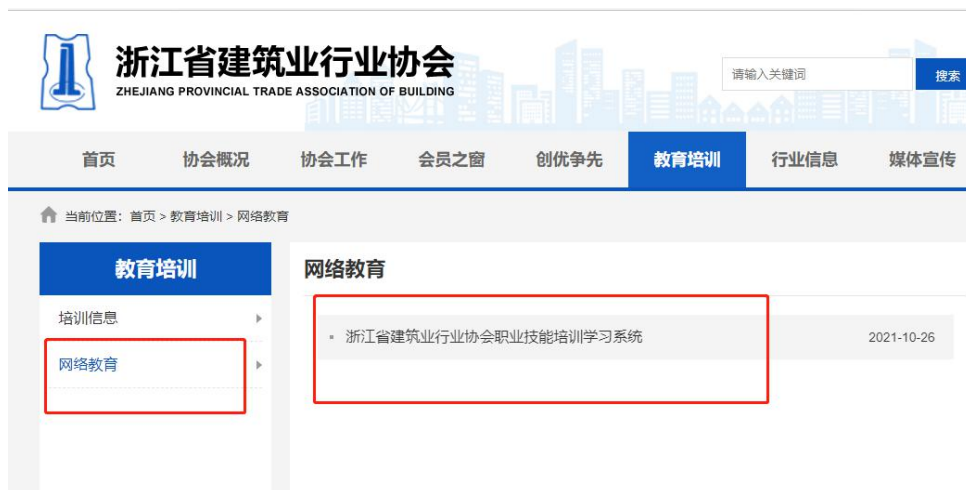 浙江省建筑业行业协会
ZHEJIANG PROVINCIAL TRADE ASSOCIATION OF BUILDING
请输入关键词 搜索
首页 协会概况 协会工作 会员之窗 创优争先 教育培训 行业信息 媒体宣传
当前位置：首页 > 教育培训 > 网络教育
教育培训
培训信息
网络教育
网络教育
浙江省建筑业行业协会职业技能培训学习系统 2021-10-26